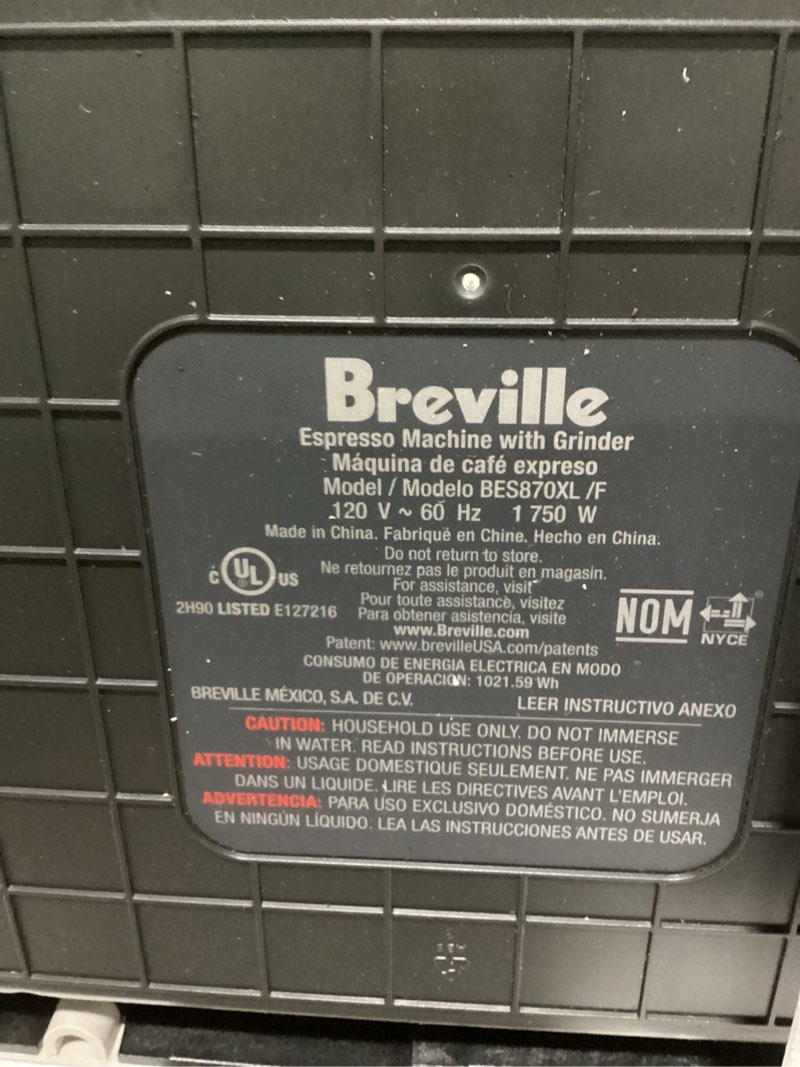 Breville
Espresso Machine with Grinder
Máquina de café expreso
Model / Modelo BES870XL /F
120 V ~ 60 Hz 1 750 W
Made in China. Fabriqué en Chine. Hecho en China.
Do not return to store.
Ne retournez pas le produit en magasin.
For assistance, visit
Pour toute assistance, visitez
Para obtener asistencia, visite
www.Breville.com
Patent: www.brevilleUSA.com/patents
C UL US
2H90 LISTED E127216
NOM
NYCE
CONSUMO DE ENERGIA ELECTRICA EN MODO
DE OPERACIÓN: 1021.59 Wh
BREVILLE MÉXICO, S.A. DE C.V. LEER INSTRUCTIVO ANEXO
CAUTION: HOUSEHOLD USE ONLY. DO NOT IMMERSE
IN WATER. READ INSTRUCTIONS BEFORE USE.
ATTENTION: USAGE DOMESTIQUE SEULEMENT. NE PAS IMMERGER
DANS UN LIQUIDE. LIRE LES DIRECTIVES AVANT L'EMPLOI.
ADVERTENCIA: PARA USO EXCLUSIVO DOMÉSTICO. NO SUMERJA
EN NINGÚN LÍQUIDO. LEA LAS INSTRUCCIONES ANTES DE USAR.